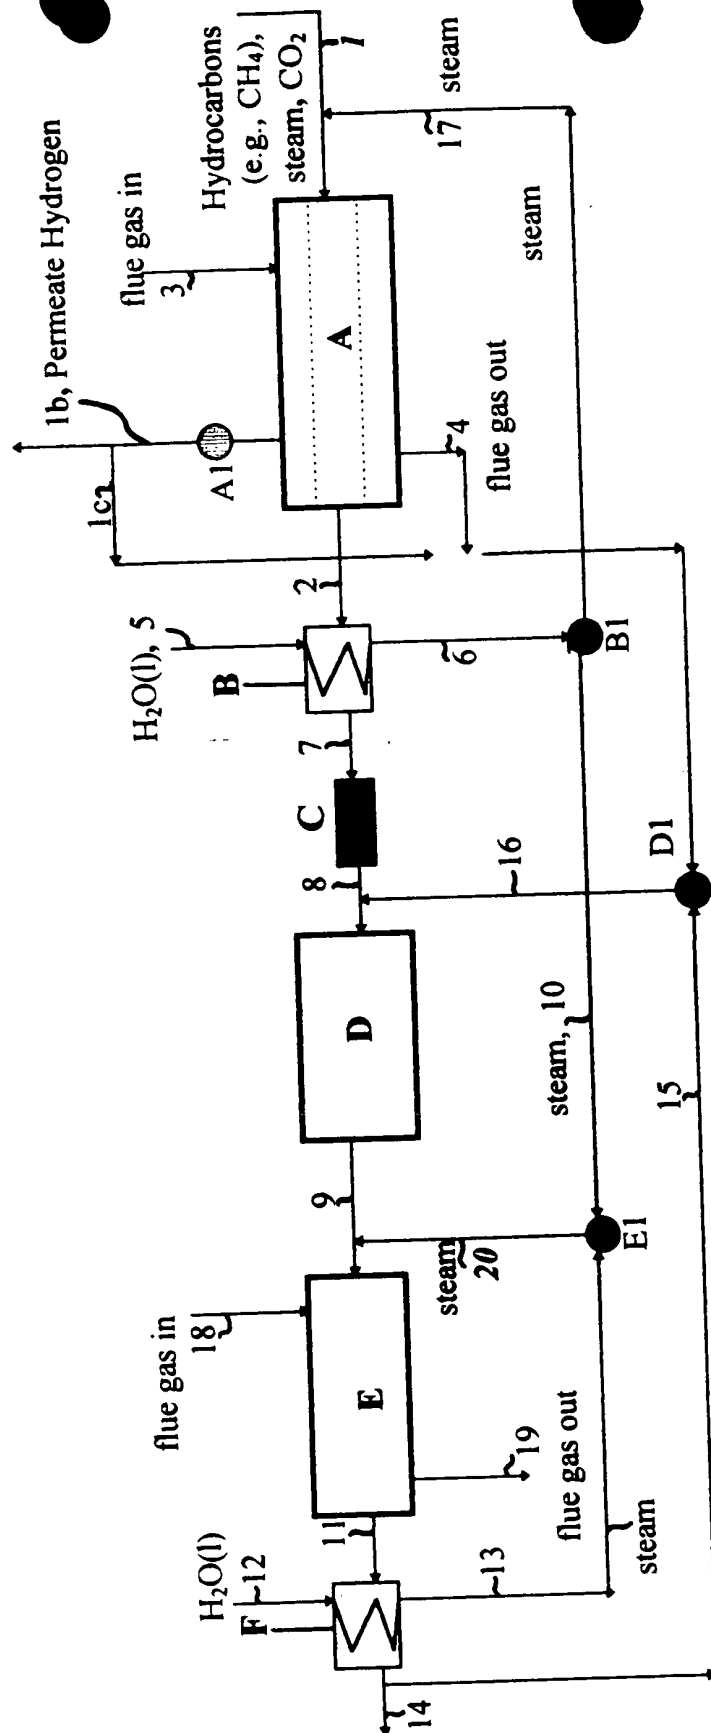 Hydrocarbons
(e.g., CH₄),
steam, CO₂
1
steam
17
steam
flue gas in
3
A
1b, Permeate Hydrogen
A1
1c
4
flue gas out
2
H₂O(l), 5
B
6
B1
7
C
8
16
D1
D
steam, 10
15
9
steam
20
E1
flue gas in
18
E
19
flue gas out
11
H₂O(l)
12
F
13
steam
14